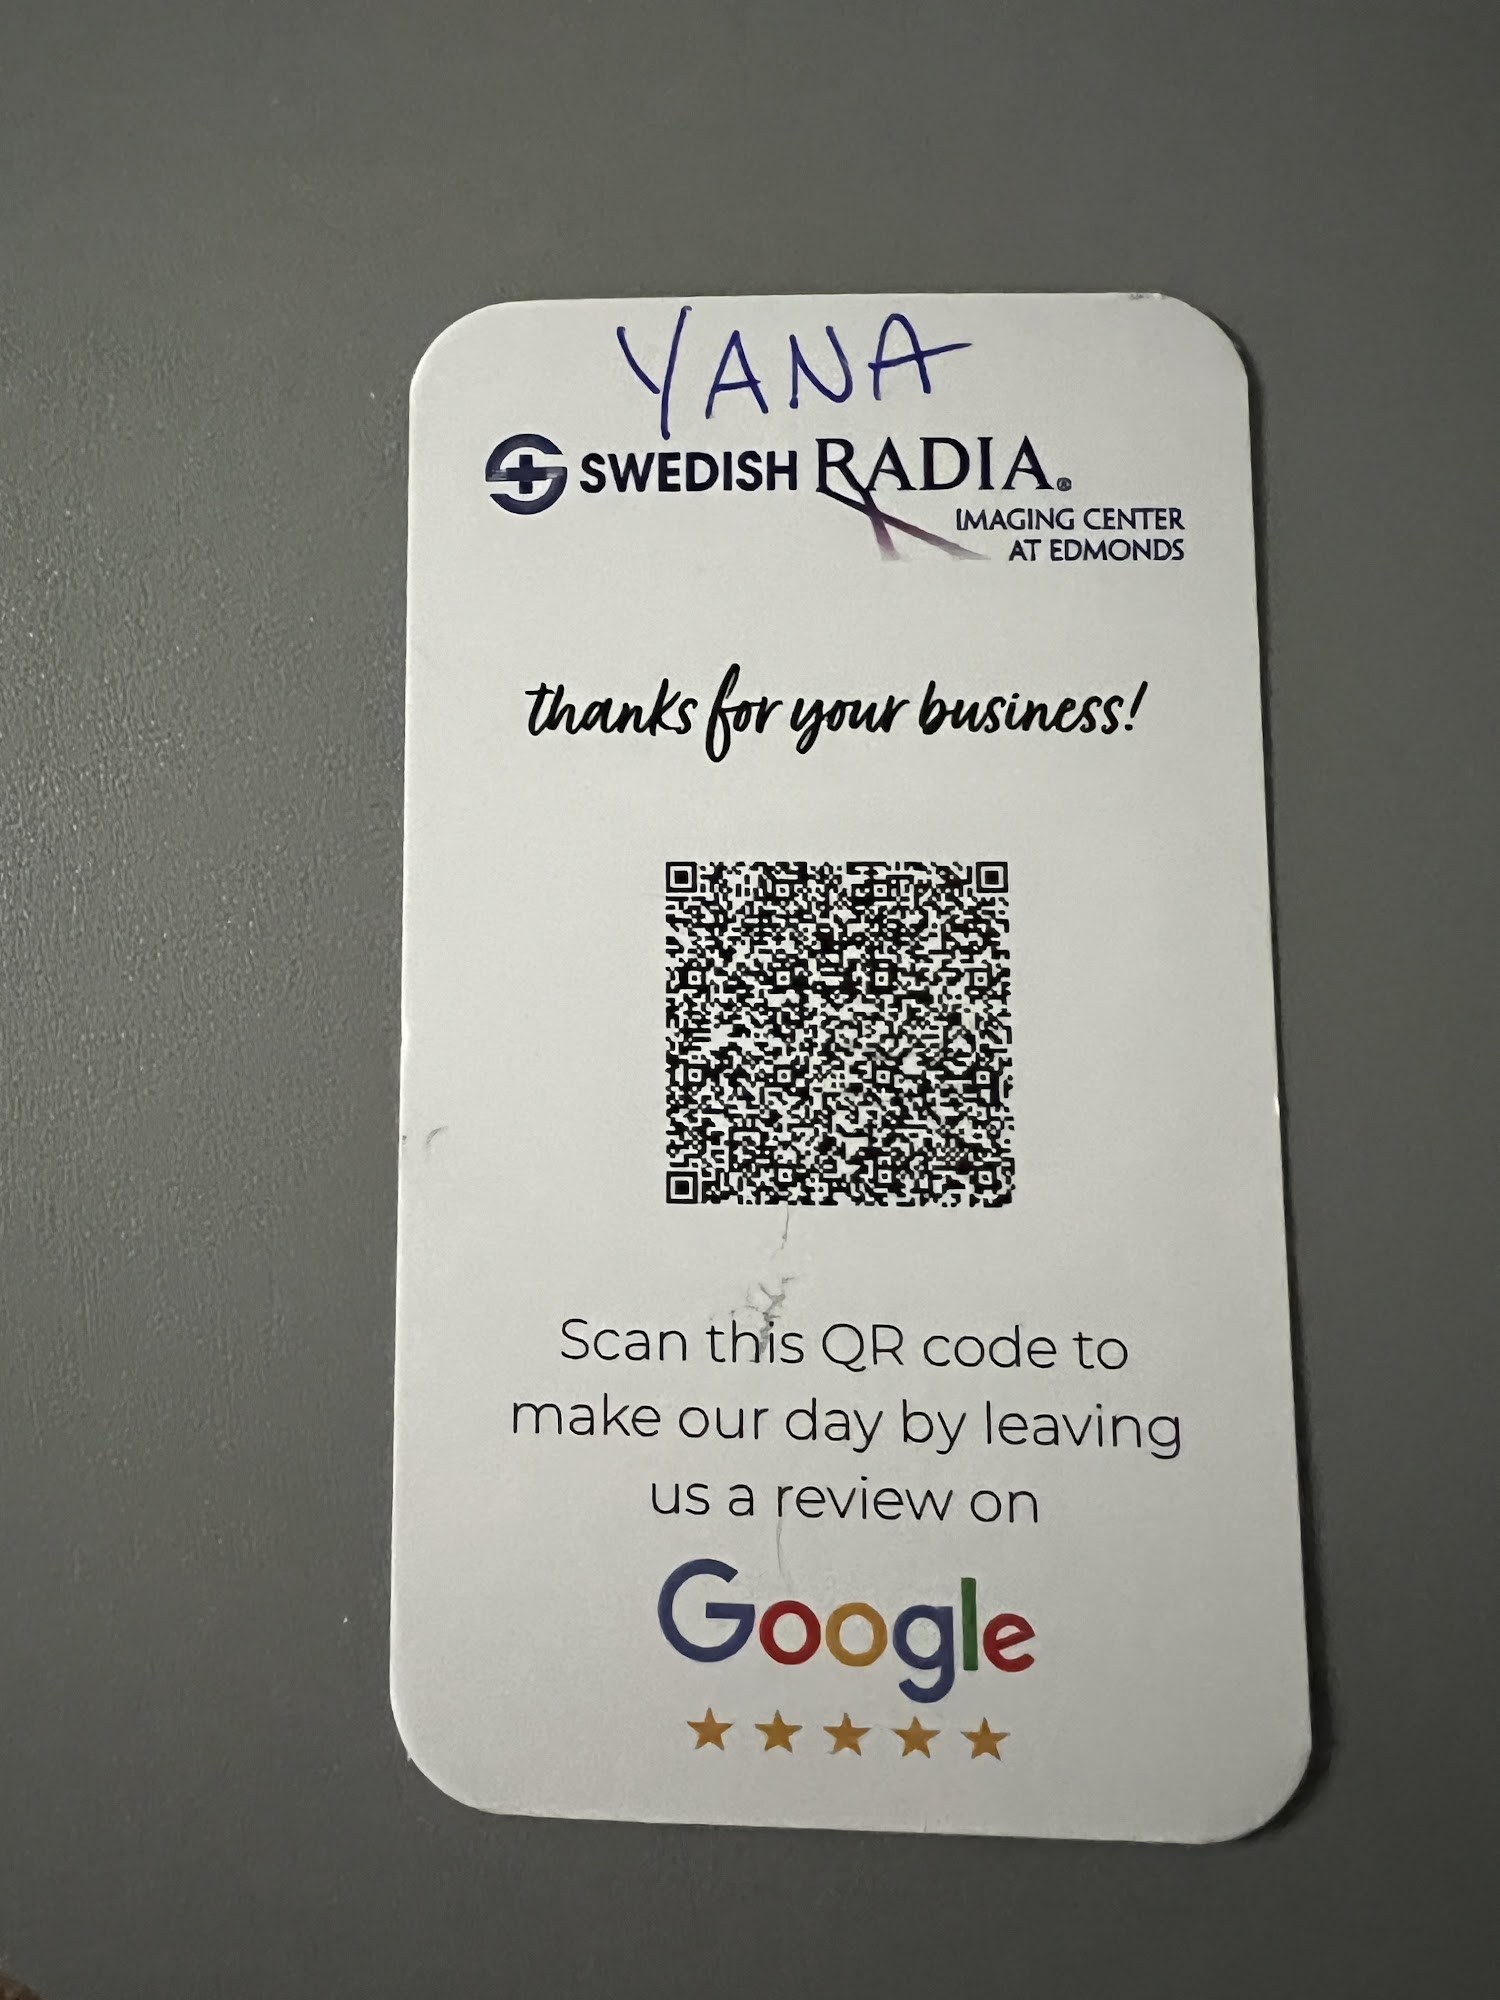 YANA
SWEDISH RADIA®
IMAGING CENTER
AT EDMONDS
thanks for your business!
Scan this QR code to
make our day by leaving
us a review on
Google